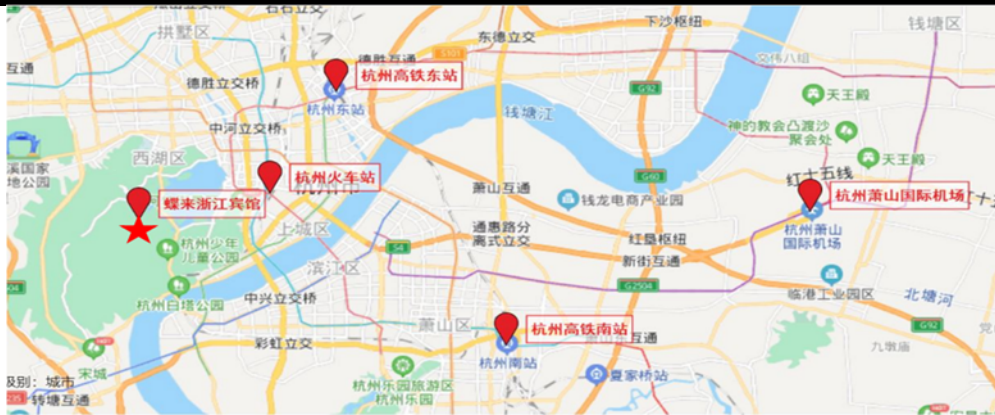 石石立交
下沙枢纽
钱塘区
拱墅区
东德立交
S101
互通
德胜互通
文伟八组
德胜立交桥
杭州高铁东站
杭州东站
G92
天王殿
钱塘江
中河立交桥
神的教会凸渡沙
聚会处
溪国家
地公园
西湖区
天王殿
杭州火车站
杭州市
G60
红十五线
萧山互通
杭州萧山国际机场
蝶来浙江宾馆
钱龙电商产业园
上城区
通惠路分
离式立交
红垦枢纽
杭州萧山
国际机场
杭州少年
儿童公园
S4
滨江区
新街互通
临港工业园区
G2504
北塘河
杭州白塔公园
中兴立交桥
萧山区
杭州高铁南站
G92
彩虹立交
互通
九墩庙
杭州南站
宋城
夏家桥站
级别：城市
杭州乐园旅游区
杭州乐园
转塘互通